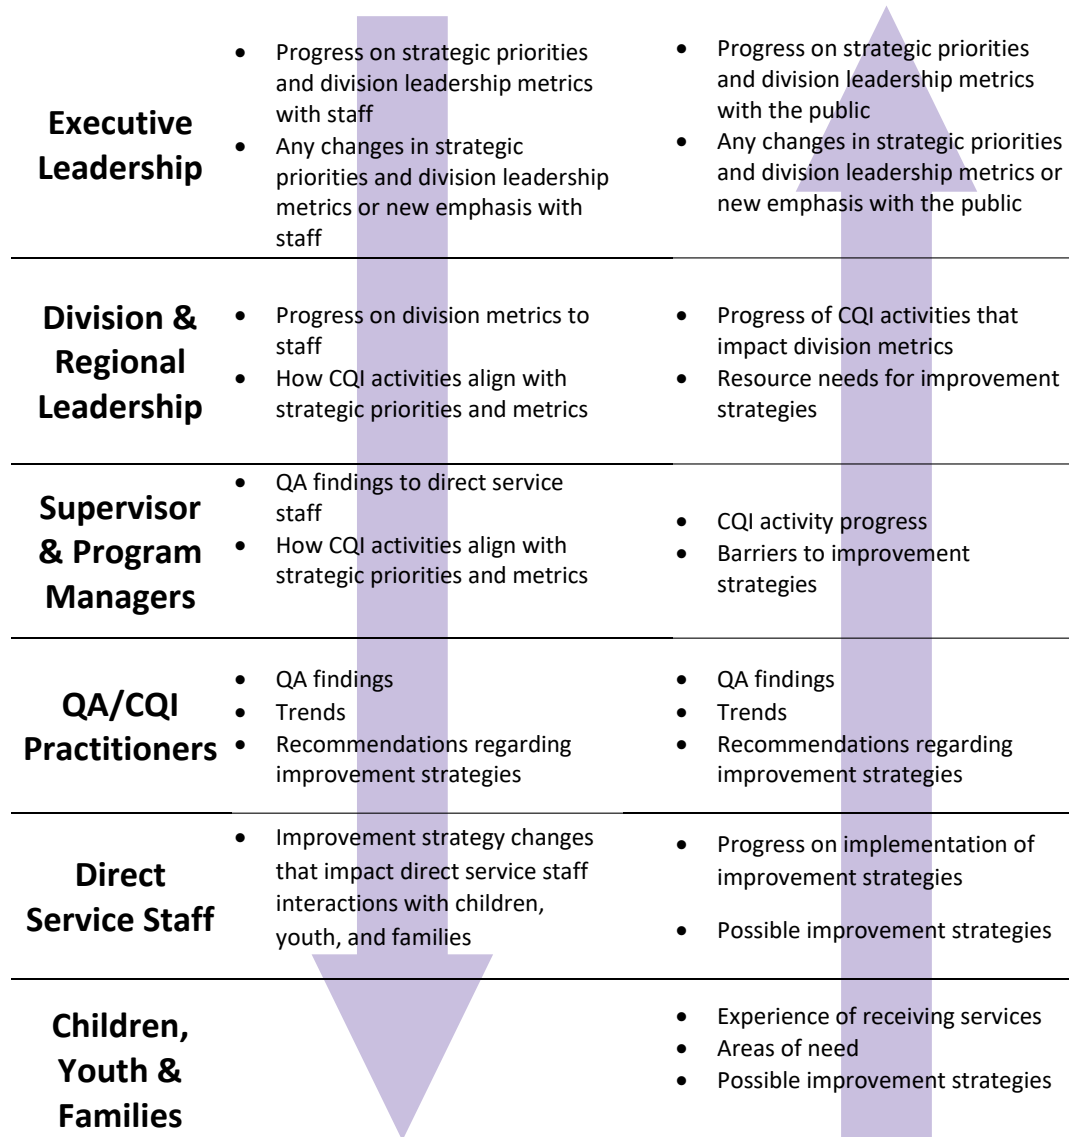 Executive
Leadership
• Progress on strategic priorities
and division leadership metrics
with staff
• Any changes in strategic
priorities and division leadership
metrics or new emphasis with
staff
• Progress on strategic priorities
and division leadership metrics
with the public
• Any changes in strategic priorities
and division leadership metrics or
new emphasis with the public
Division &
Regional
Leadership
• Progress on division metrics to
staff
• How CQI activities align with
strategic priorities and metrics
• Progress of CQI activities that
impact division metrics
• Resource needs for improvement
strategies
Supervisor
& Program
Managers
• QA findings to direct service
staff
• How CQI activities align with
strategic priorities and metrics
• CQI activity progress
• Barriers to improvement
strategies
QA/CQI
Practitioners
• QA findings
• Trends
• Recommendations regarding
improvement strategies
• QA findings
• Trends
• Recommendations regarding
improvement strategies
Direct
Service Staff
• Improvement strategy changes
that impact direct service staff
interactions with children,
youth, and families
• Progress on implementation of
improvement strategies
• Possible improvement strategies
Children,
Youth &
Families
• Experience of receiving services
• Areas of need
• Possible improvement strategies